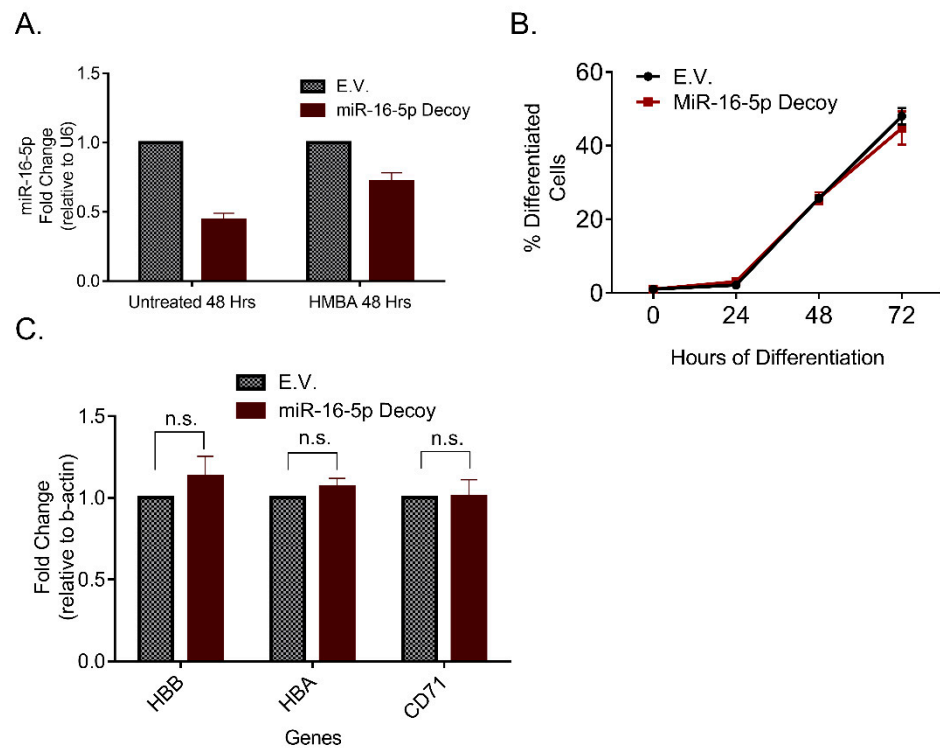 A.
miR-16-5p
Fold Change
(relative to U6)
1.5
1.0
0.5
0.0
E.V.
miR-16-5p Decoy
Untreated 48 Hrs
HMBA 48 Hrs
B.
% Differentiated
Cells
60
40
20
0
E.V.
MiR-16-5p Decoy
0
24
48
72
Hours of Differentiation
C.
E.V.
miR-16-5p Decoy
Fold Change
(relative to b-actin)
1.5
1.0
0.5
0.0
n.s.
n.s.
n.s.
HBB
HBA
CD71
Genes